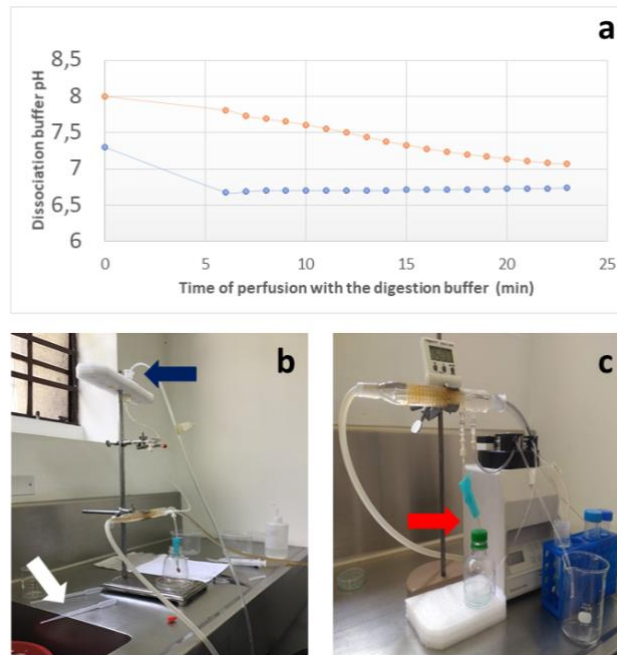 a
8,5
8
7,5
7
6,5
6
0
5
10
15
20
25
Dissociation buffer pH
Time of perfusion with the digestion buffer (min)
b
c